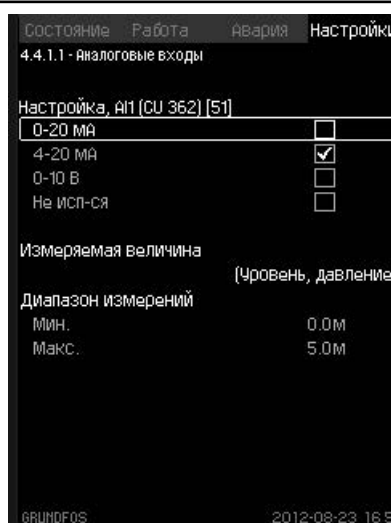 Состояние Работа Авария Настройки
4.4.1.1 - Аналоговые входы
Настройка, AI1 (CU 362) [51]
0-20 мА
4-20 мА
0-10 В
Не исп-ся
Измеряемая величина
(Уровень, давление
Диапазон измерений
Мин. 0.0м
Макс. 5.0м
GRUNDFOS 2012-08-23 16:5